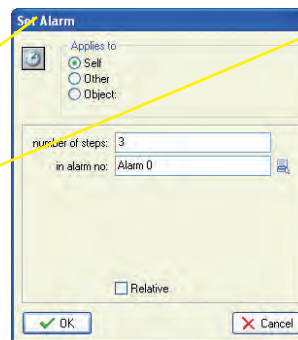 Set Alarm
Applies to
Self
Other
Object:
number of steps: 3
in alarm no: Alarm 0
Relative
OK
Cancel